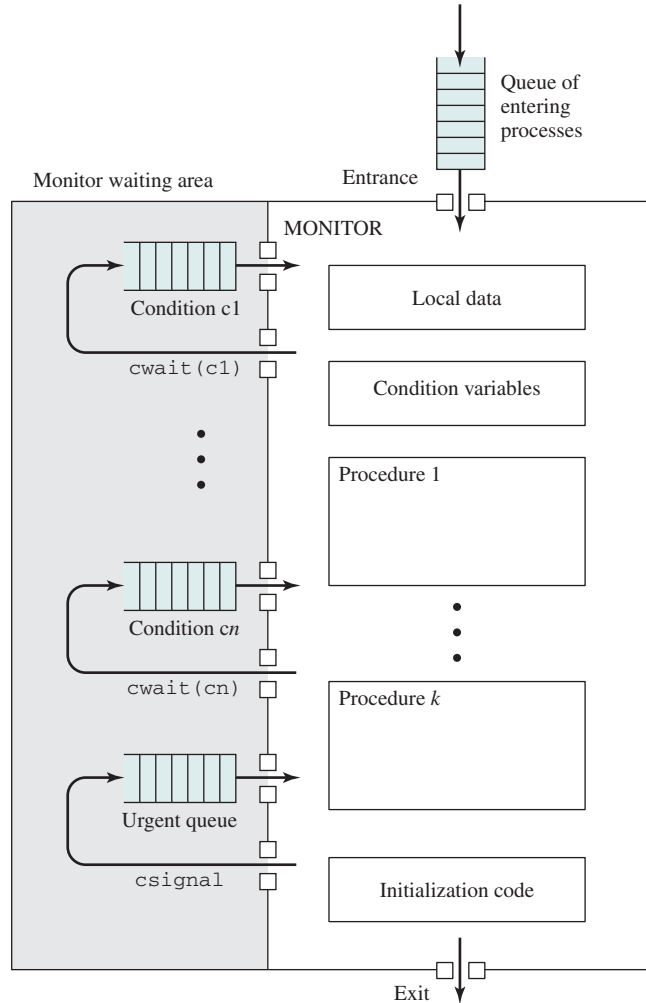 Queue of
entering
processes
Entrance
Monitor waiting area
MONITOR
Condition c1
cwait(c1)
Local data
Condition variables
Procedure 1
Condition cn
cwait(cn)
Procedure k
Urgent queue
csignal
Initialization code
Exit